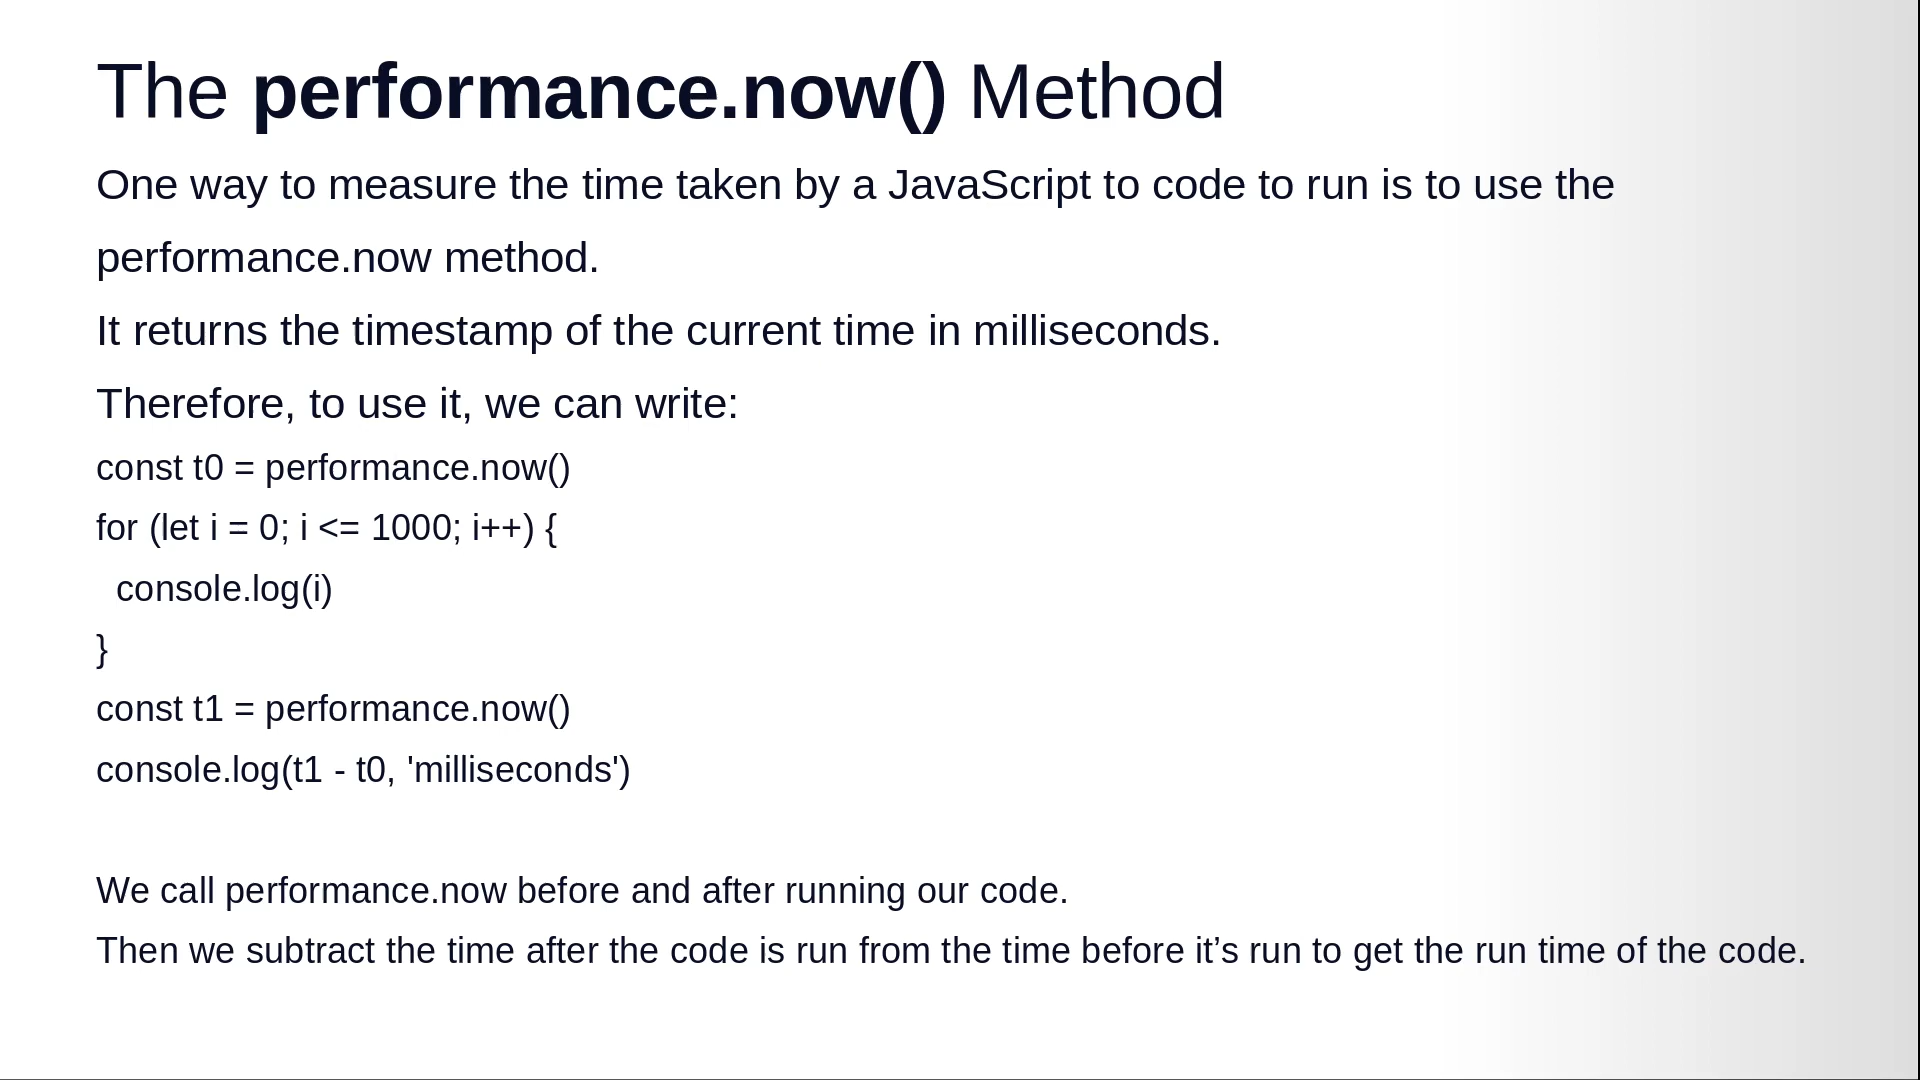 The performance.now() Method
One way to measure the time taken by a JavaScript to code to run is to use the
performance.now method.
It returns the timestamp of the current time in milliseconds.
Therefore, to use it, we can write:
const t0 = performance.now()
for (let i = 0; i <= 1000; i++) {
  console.log(i)
}
const t1 = performance.now()
console.log(t1 - t0, 'milliseconds')
We call performance.now before and after running our code.
Then we subtract the time after the code is run from the time before it’s run to get the run time of the code.